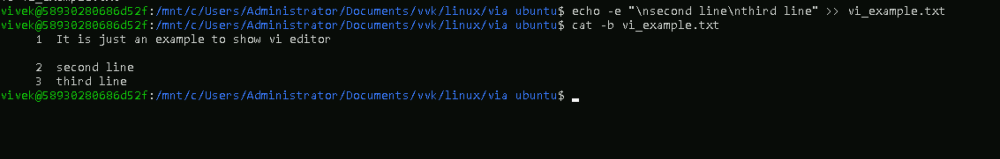 vivek@58930280686d52f:/mnt/c/Users/Administrator/Documents/vvk/linux/via ubuntu$ echo -e "\nsecond line\nthird line" >> vi_example.txt
vivek@58930280686d52f:/mnt/c/Users/Administrator/Documents/vvk/linux/via ubuntu$ cat -b vi_example.txt
1 It is just an example to show vi editor
2 second line
3 third line
vivek@58930280686d52f:/mnt/c/Users/Administrator/Documents/vvk/linux/via ubuntu$